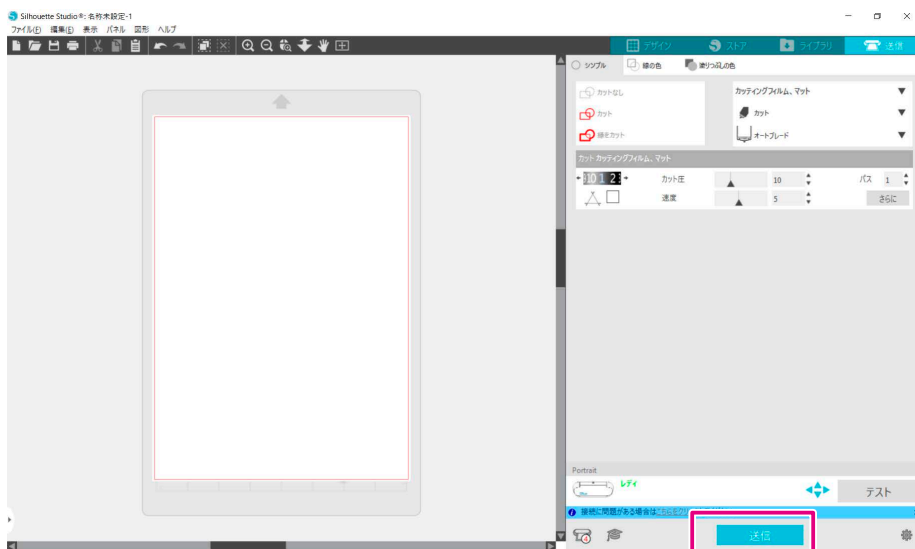 Silhouette Studio®: 名称未設定-1
ファイル(F) 編集(E) 表示 パネル 図形 ヘルプ
デザイン ストア ライブラリ 送信
シンプル 線の色 塗りつぶしの色
カットなし
カット
線をカット
カッティングフィルム、マット
カット
オートブレード
カット カッティングフィルム、マット
カット圧 10 パス 1
速度 5 さらに
Portrait
レディ
テスト
接続に問題がある場合はこちらをクリ
送信